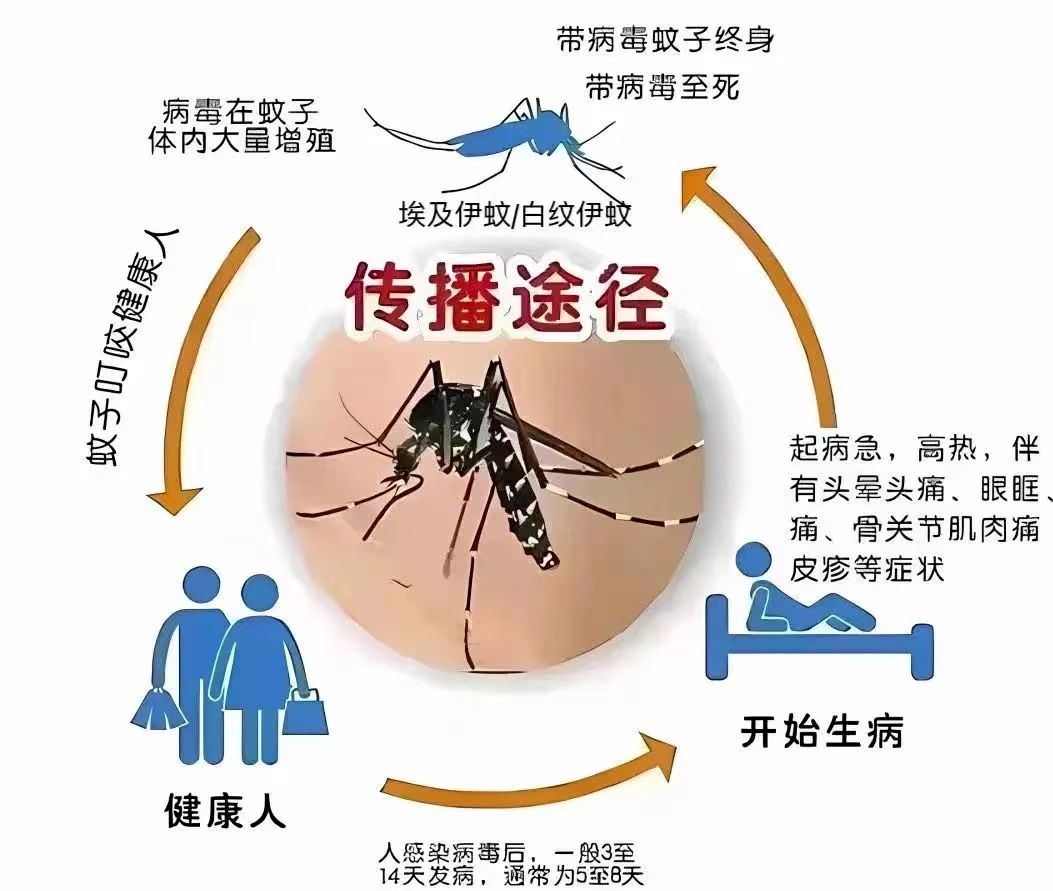 带病毒蚊子终身
带病毒至死
病毒在蚊子
体内大量增殖
埃及伊蚊/白纹伊蚊
传播途径
蚊子叮咬健康人
起病急，高热，伴
有头晕头痛、眼眶、
痛、骨关节肌肉痛
皮疹等症状
开始生病
健康人
人感染病毒后，一般3至
14天发病，通常为5至8天